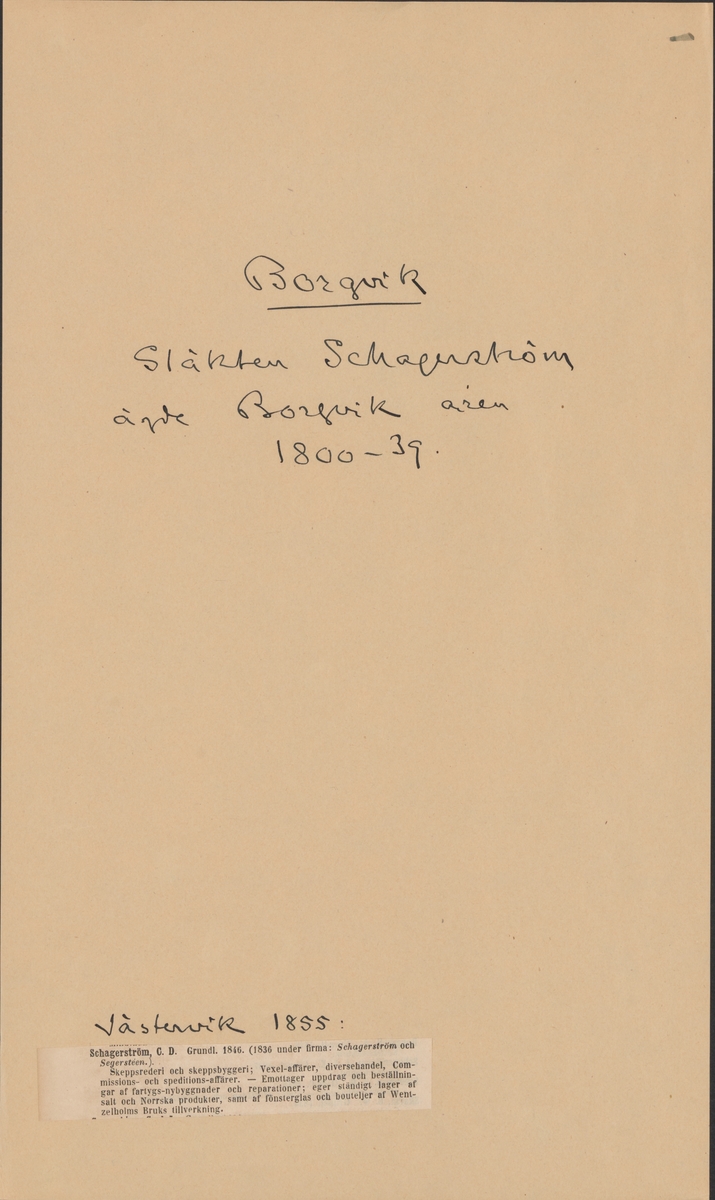 Borgvik
Släkten Schagerström
ägde Borgvik åren
1800-39.
Västervik 1855:
Schagerström, C. D. Grundl. 1846. (1836 under firma: Schagerström och
Segersteen.).
Skeppsrederi och skeppsbyggeri; Vexel-affärer, diversehandel, Com-
missions- och speditions-affärer. — Emottager uppdrag och beställnin-
gar af fartygs-nybyggnader och reparationer; eger ständigt lager af
salt och Norrska produkter, samt af fönsterglas och bouteljer af Went-
zelholms Bruks tillverkning.